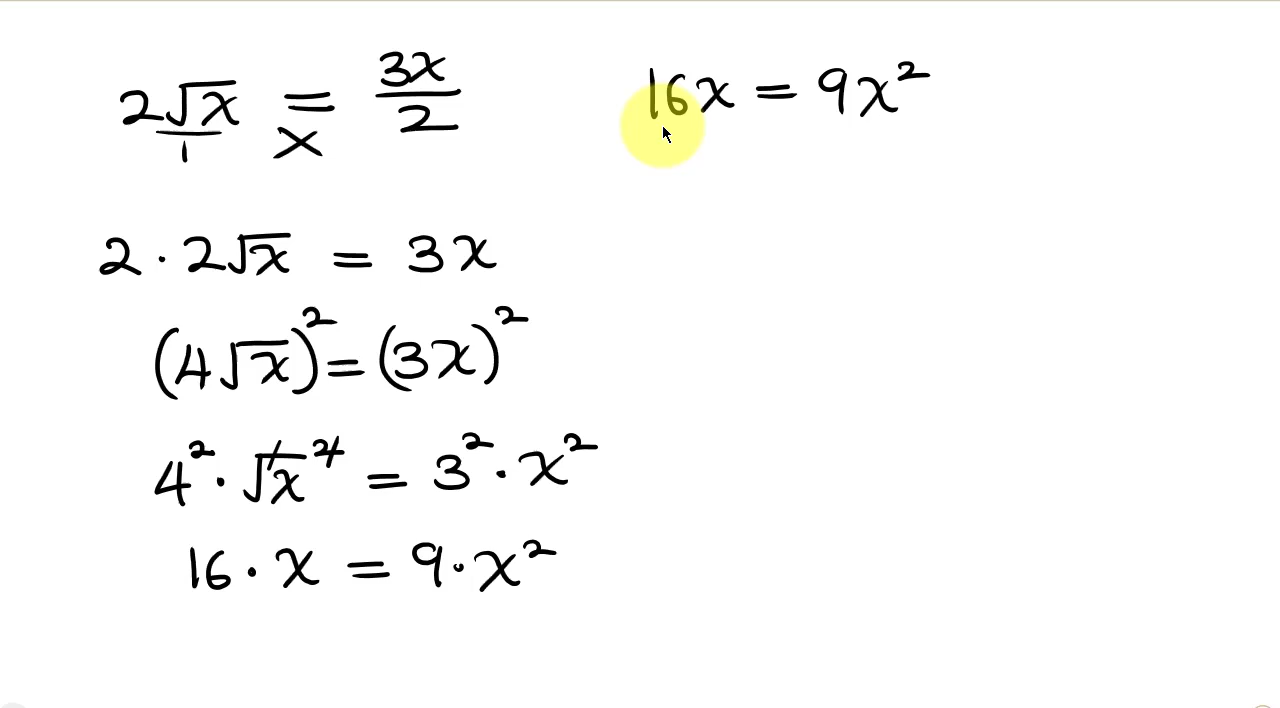 2√x/1 = 3x/2
×
2 · 2√x = 3x
(4√x)² = (3x)²
4² · √x² = 3² · x²
16 · x = 9 · x²
16x = 9x²